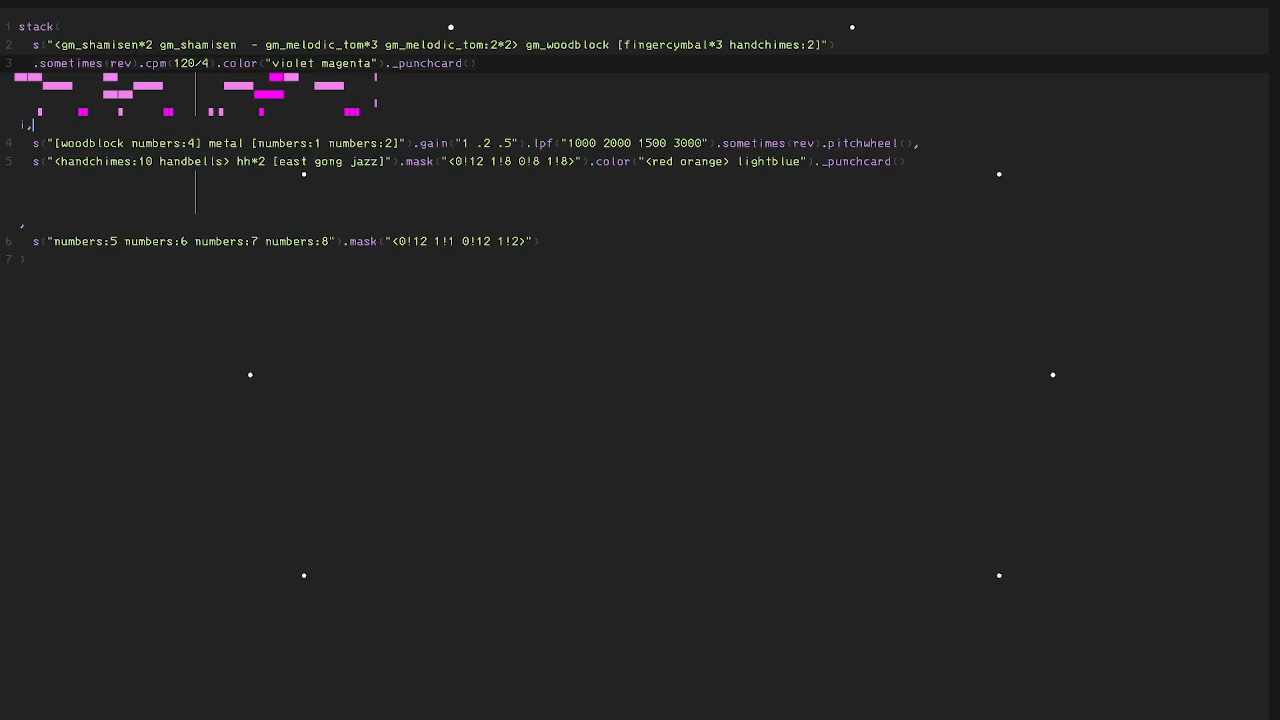 1 stack(
2 s("<gm_shamisen*2 gm_shamisen  - gm_melodic_tom*3 gm_melodic_tom:2*2> gm_woodblock [fingercymbal*3 handchimes:2]")
3 .sometimes(rev).cpm(120/4).color("violet magenta")._punchcard()
,
4 s("[woodblock numbers:4] metal [numbers:1 numbers:2]").gain("1 .2 .5").lpf("1000 2000 1500 3000").sometimes(rev).pitchwheel(),
5 s("<handchimes:10 handbells> hh*2 [east gong jazz]").mask("<0!12 1!8 0!8 1!8>").color("<red orange> lightblue")._punchcard()
,
6 s("numbers:5 numbers:6 numbers:7 numbers:8").mask("<0!12 1!1 0!12 1!2>")
7 )